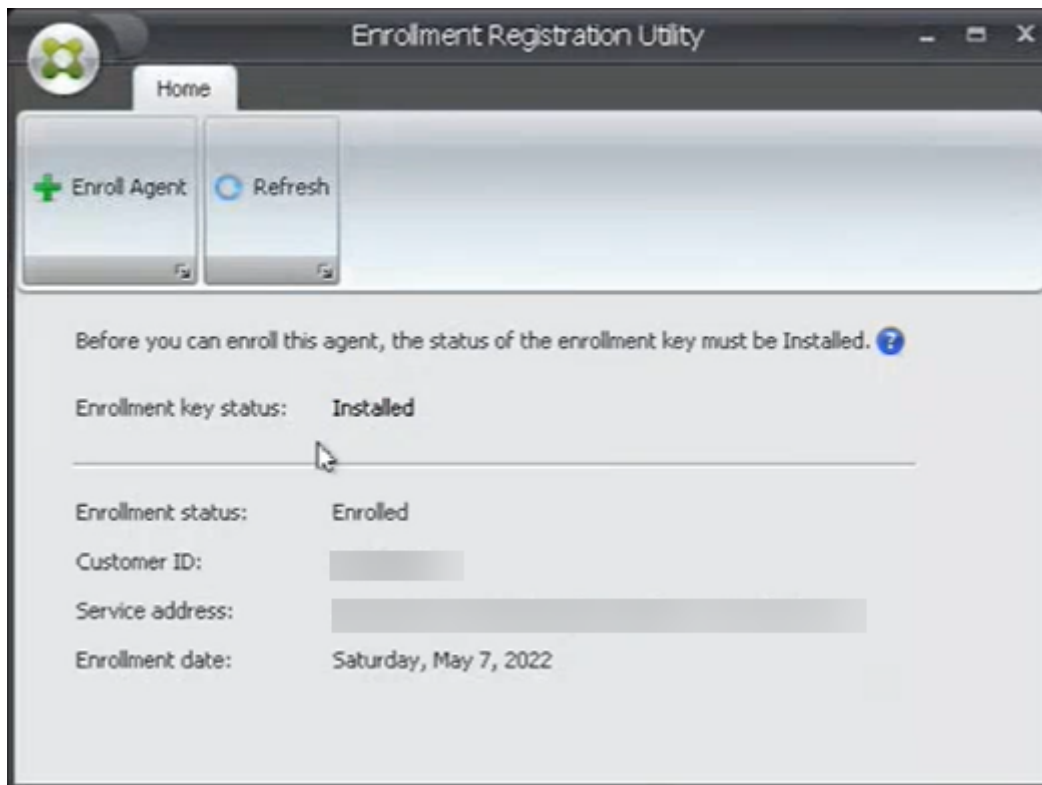 Enrollment Registration Utility
Home
Enroll Agent
Refresh
Before you can enroll this agent, the status of the enrollment key must be Installed.
Enrollment key status: Installed
Enrollment status: Enrolled
Customer ID:
Service address:
Enrollment date: Saturday, May 7, 2022